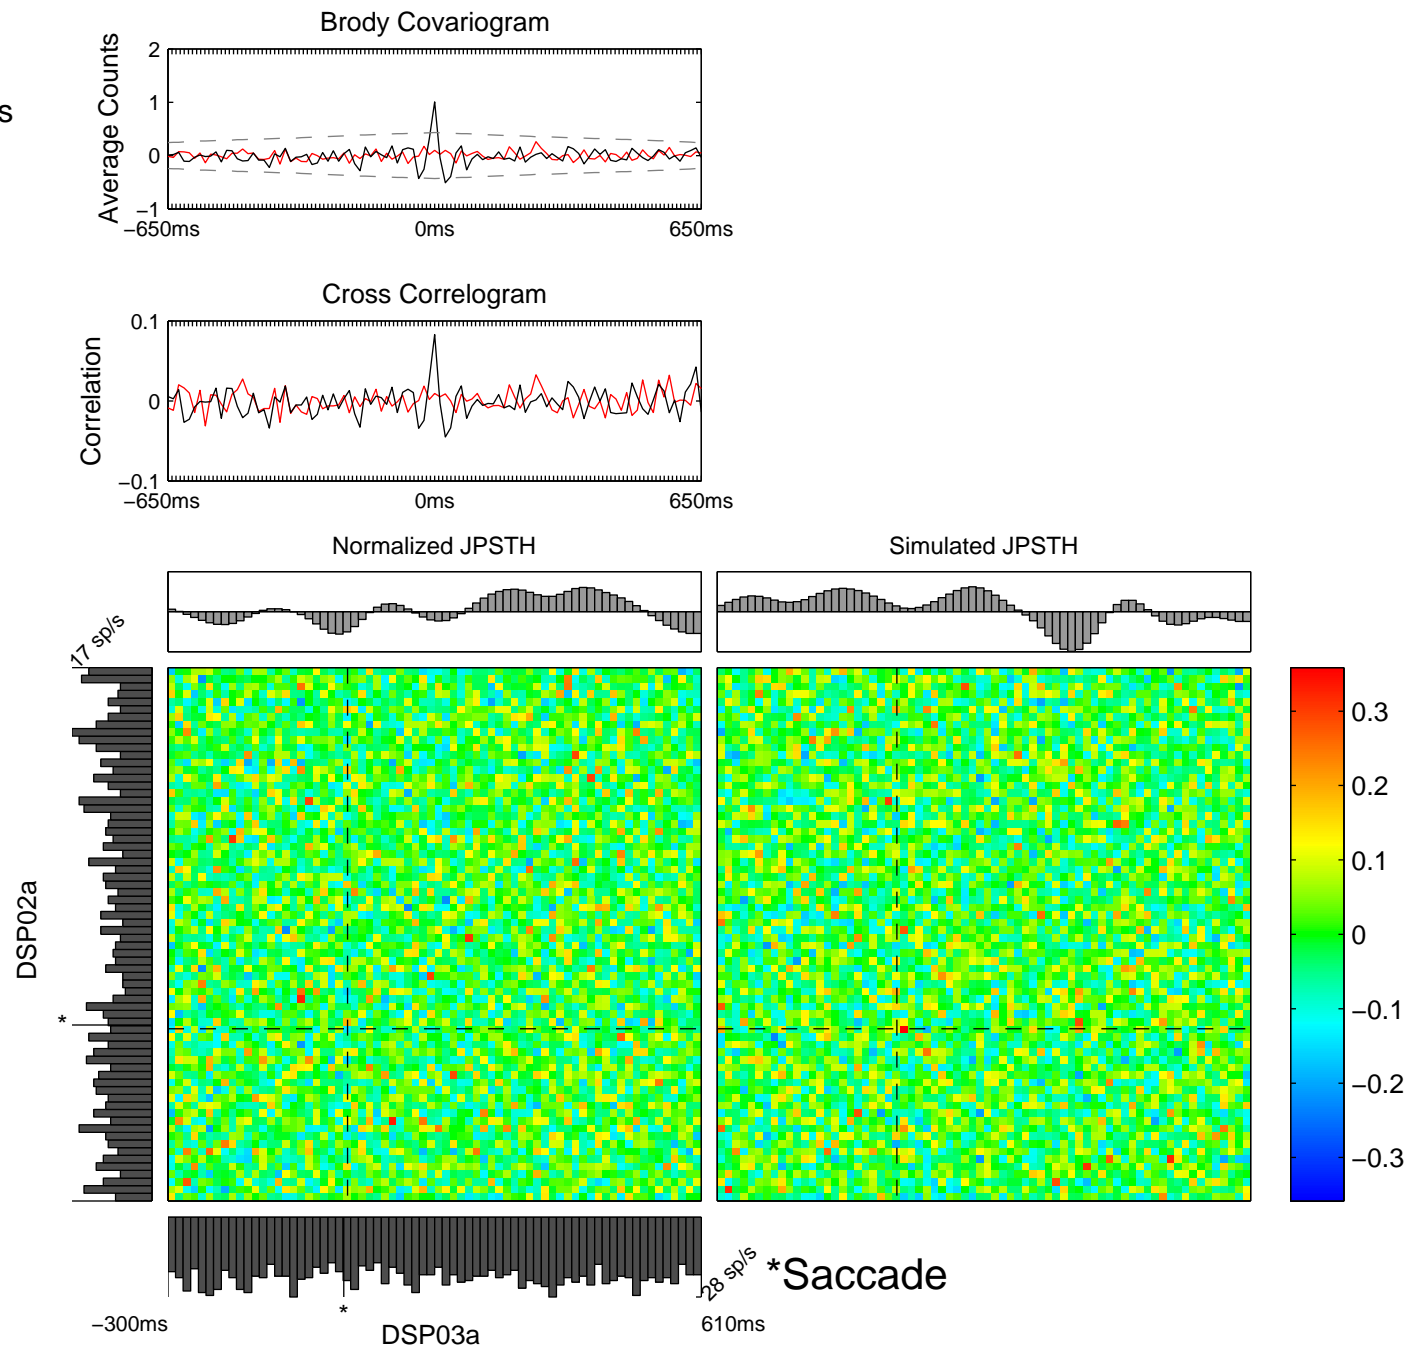 Brody Covariogram
s
Average Counts
2
1
0
−1
−650ms
0ms
650ms
Cross Correlogram
Correlation
0.1
0
−0.1
−650ms
0ms
650ms
Normalized JPSTH
Simulated JPSTH
17 sp/s
DSP02a
*
0.3
0.2
0.1
0
−0.1
−0.2
−0.3
28 sp/s
*Saccade
*
−300ms
DSP03a
610ms